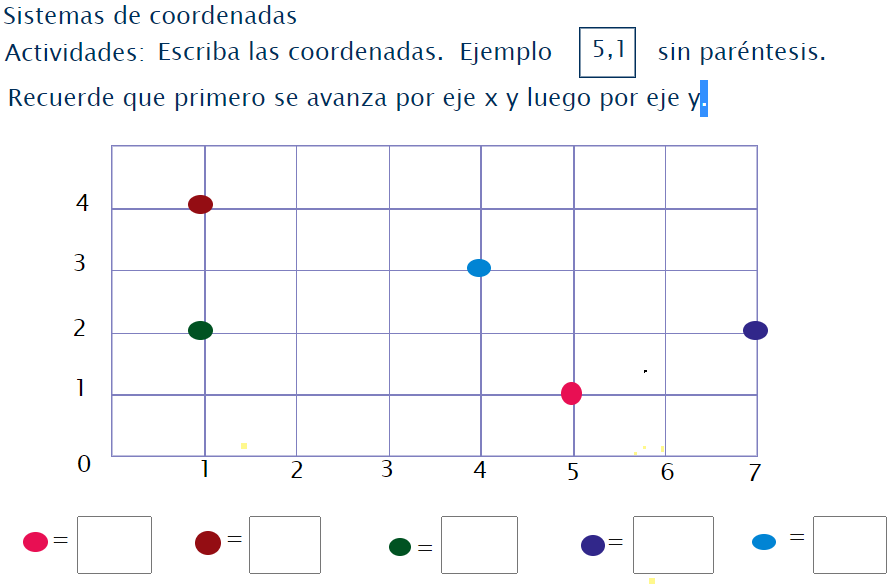 Sistemas de coordenadas
Actividades: Escriba las coordenadas. Ejemplo 5,1 sin paréntesis.
Recuerde que primero se avanza por eje x y luego por eje y.
4
3
2
1
0 1 2 3 4 5 6 7
= = = = =